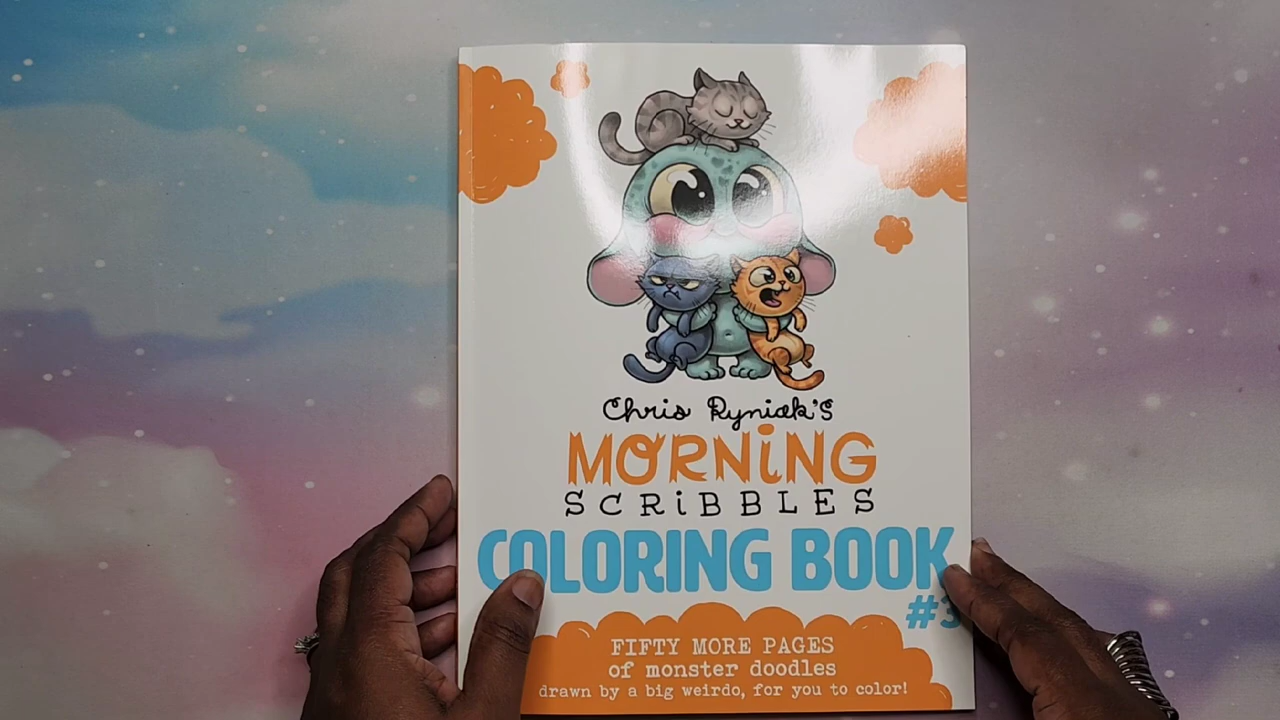 Chris Ryniak's
MORNiNG
SCRiBBLES
COLORING BOOK
#3
FIFTY MORE PAGES
of monster doodles
drawn by a big weirdo, for you to color!